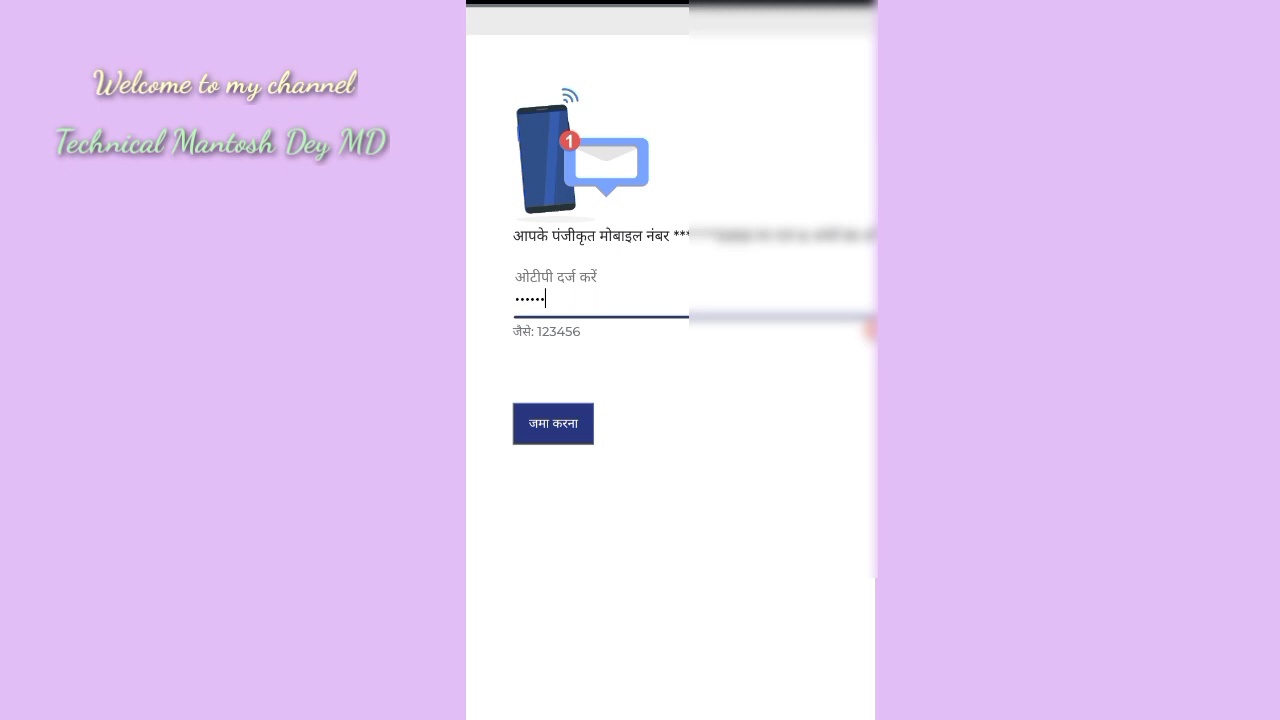 Welcome to my channel
Technical Mantosh Dey MD
1
आपके पंजीकृत मोबाइल नंबर ***
ओटीपी दर्ज करें
••••••
जैसे: 123456
जमा करना